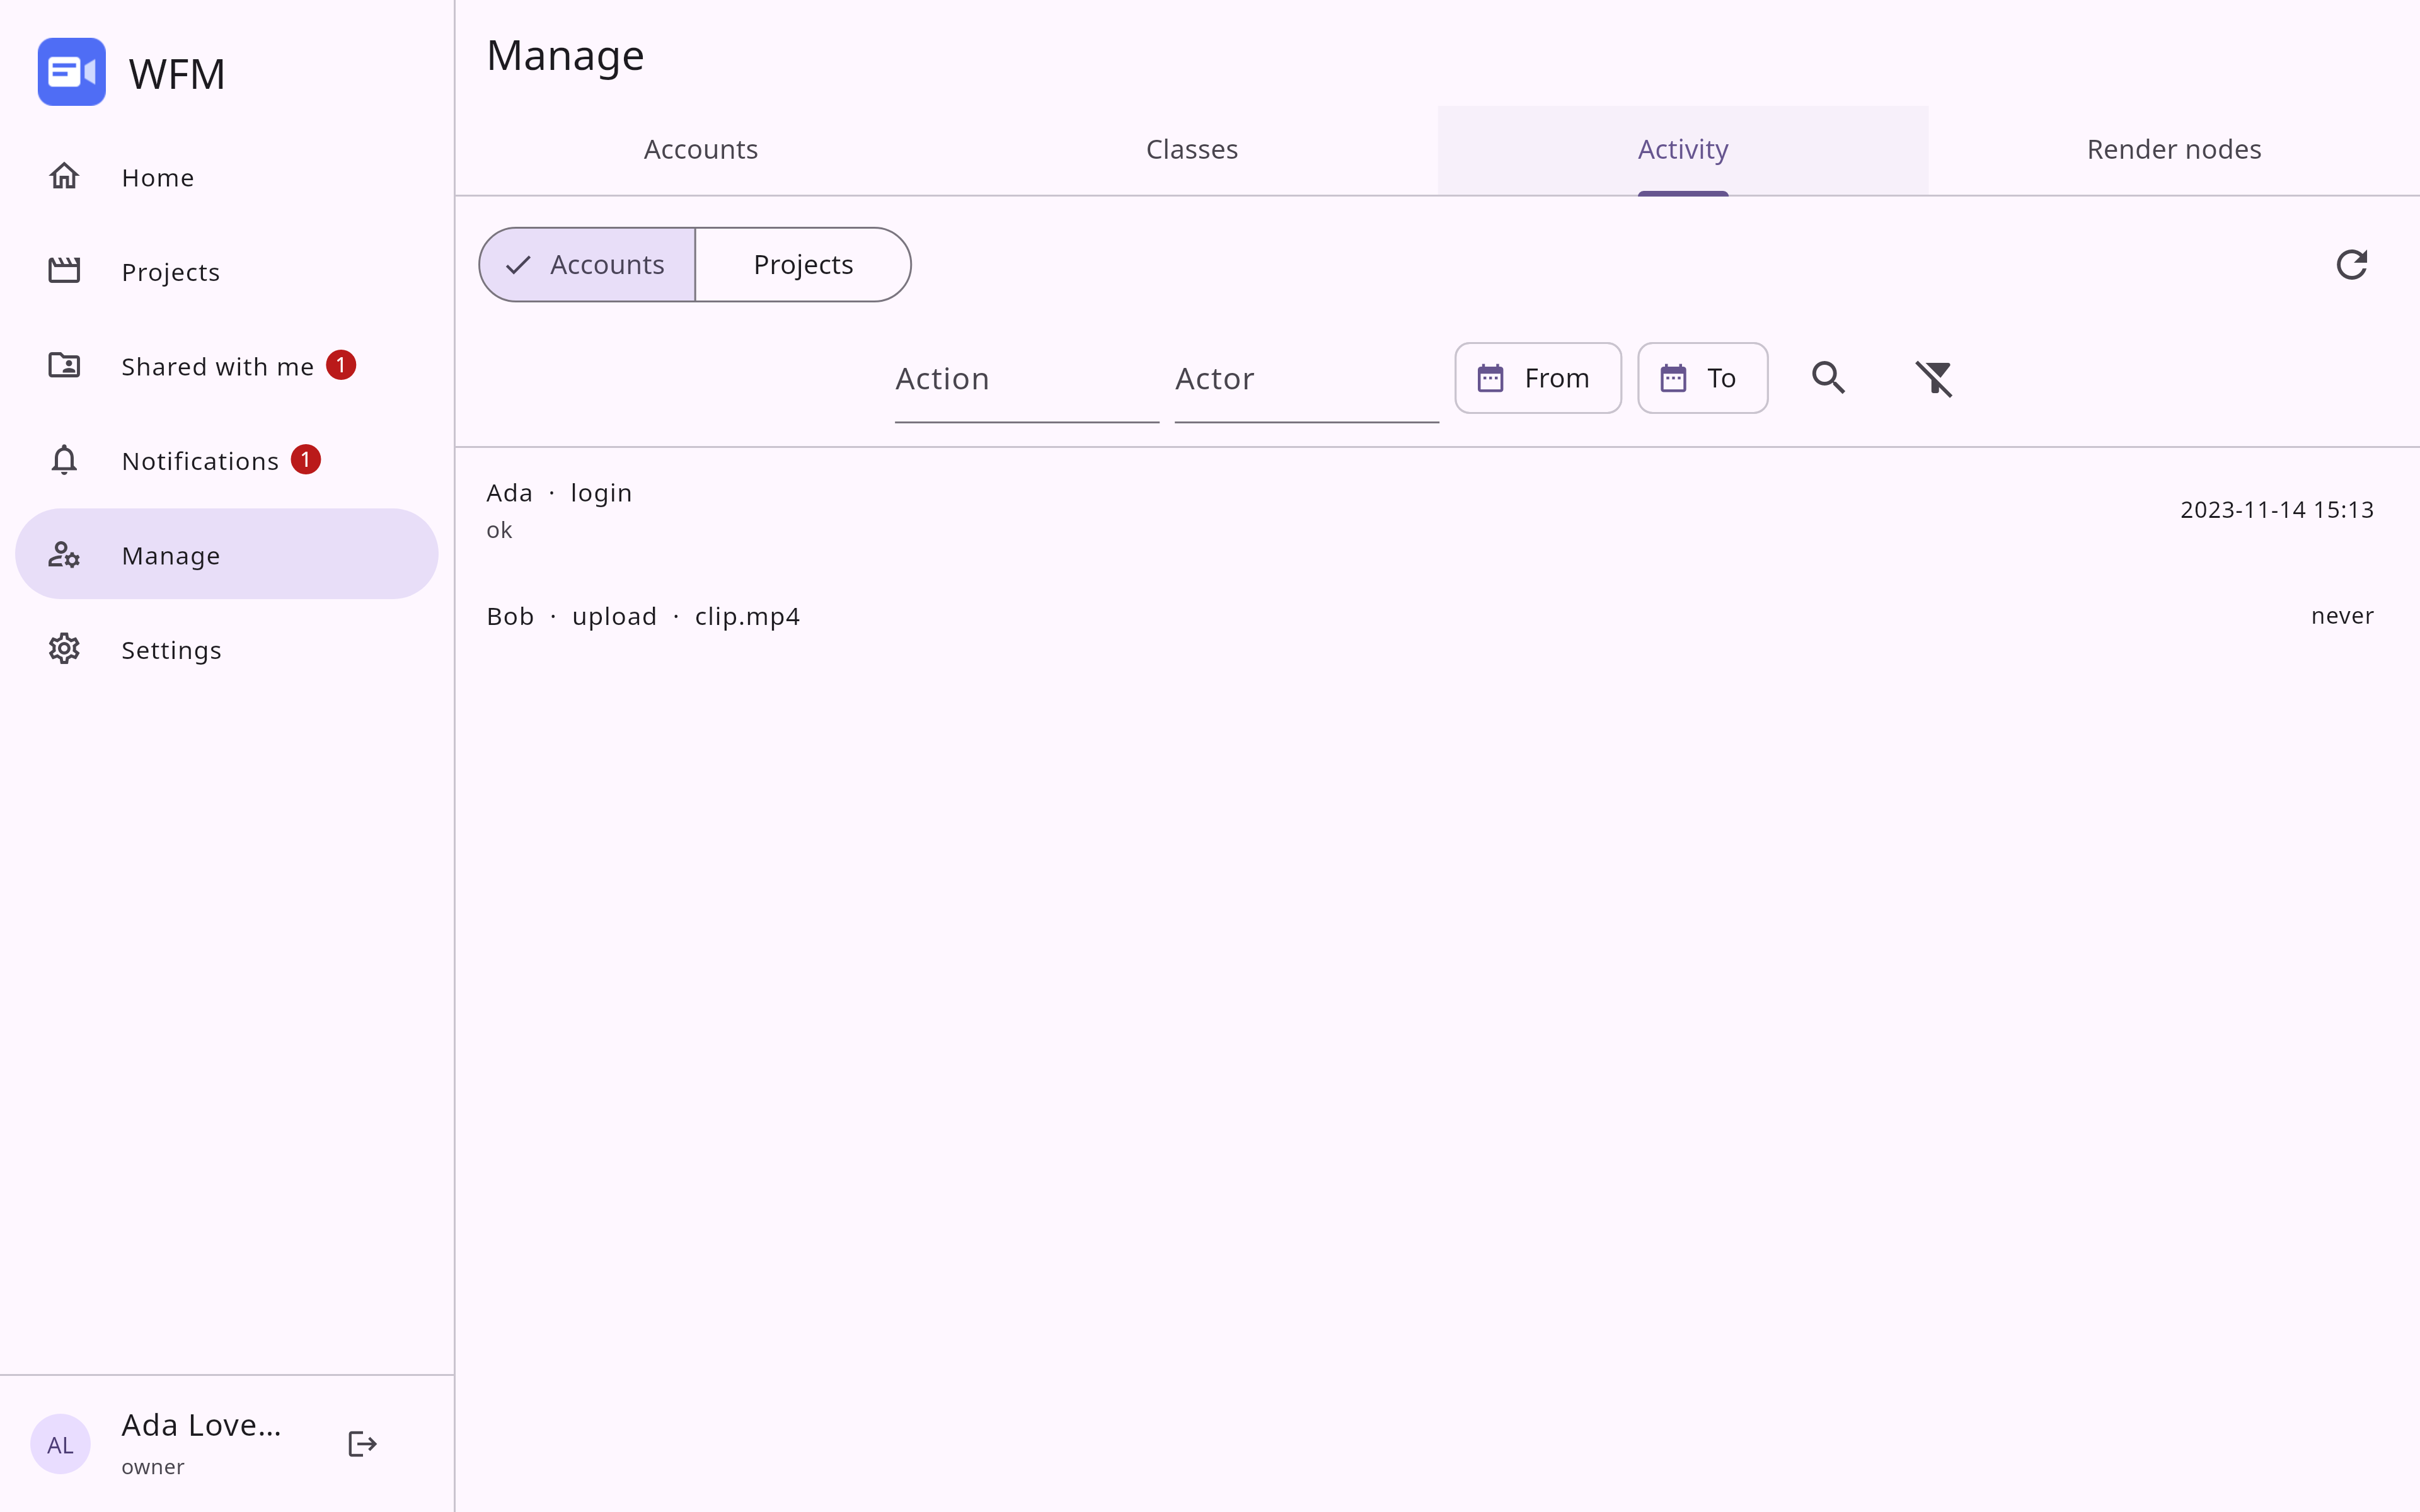 WFM
Home
Projects
Shared with me 1
Notifications 1
Manage
Settings
AL
Ada Love...
owner
Manage
Accounts Classes Activity Render nodes
Accounts Projects
Action Actor From To
Ada · login
ok
2023-11-14 15:13
Bob · upload · clip.mp4
never